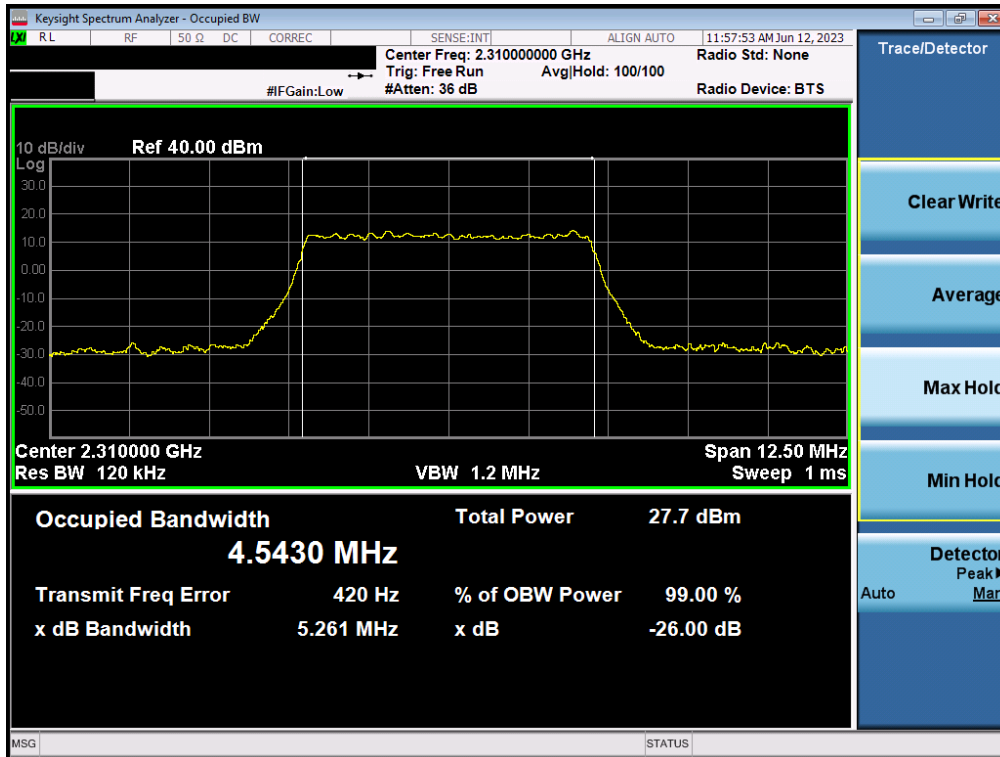 Keysight Spectrum Analyzer - Occupied BW
LXI RL RF 50 Ω DC CORREC SENSE:INT ALIGN AUTO 11:57:53 AM Jun 12, 2023
Center Freq: 2.310000000 GHz Radio Std: None
Trig: Free Run Avg|Hold: 100/100
#IFGain:Low #Atten: 36 dB Radio Device: BTS
10 dB/div Ref 40.00 dBm
Log
30.0
20.0
10.0
0.00
-10.0
-20.0
-30.0
-40.0
-50.0
Center 2.310000 GHz Span 12.50 MHz
Res BW 120 kHz VBW 1.2 MHz Sweep 1 ms
Occupied Bandwidth Total Power 27.7 dBm
4.5430 MHz
Transmit Freq Error 420 Hz % of OBW Power 99.00 %
x dB Bandwidth 5.261 MHz x dB -26.00 dB
MSG STATUS
Trace/Detector
Clear Write
Average
Max Hold
Min Hold
Detector
Peak
Auto Man